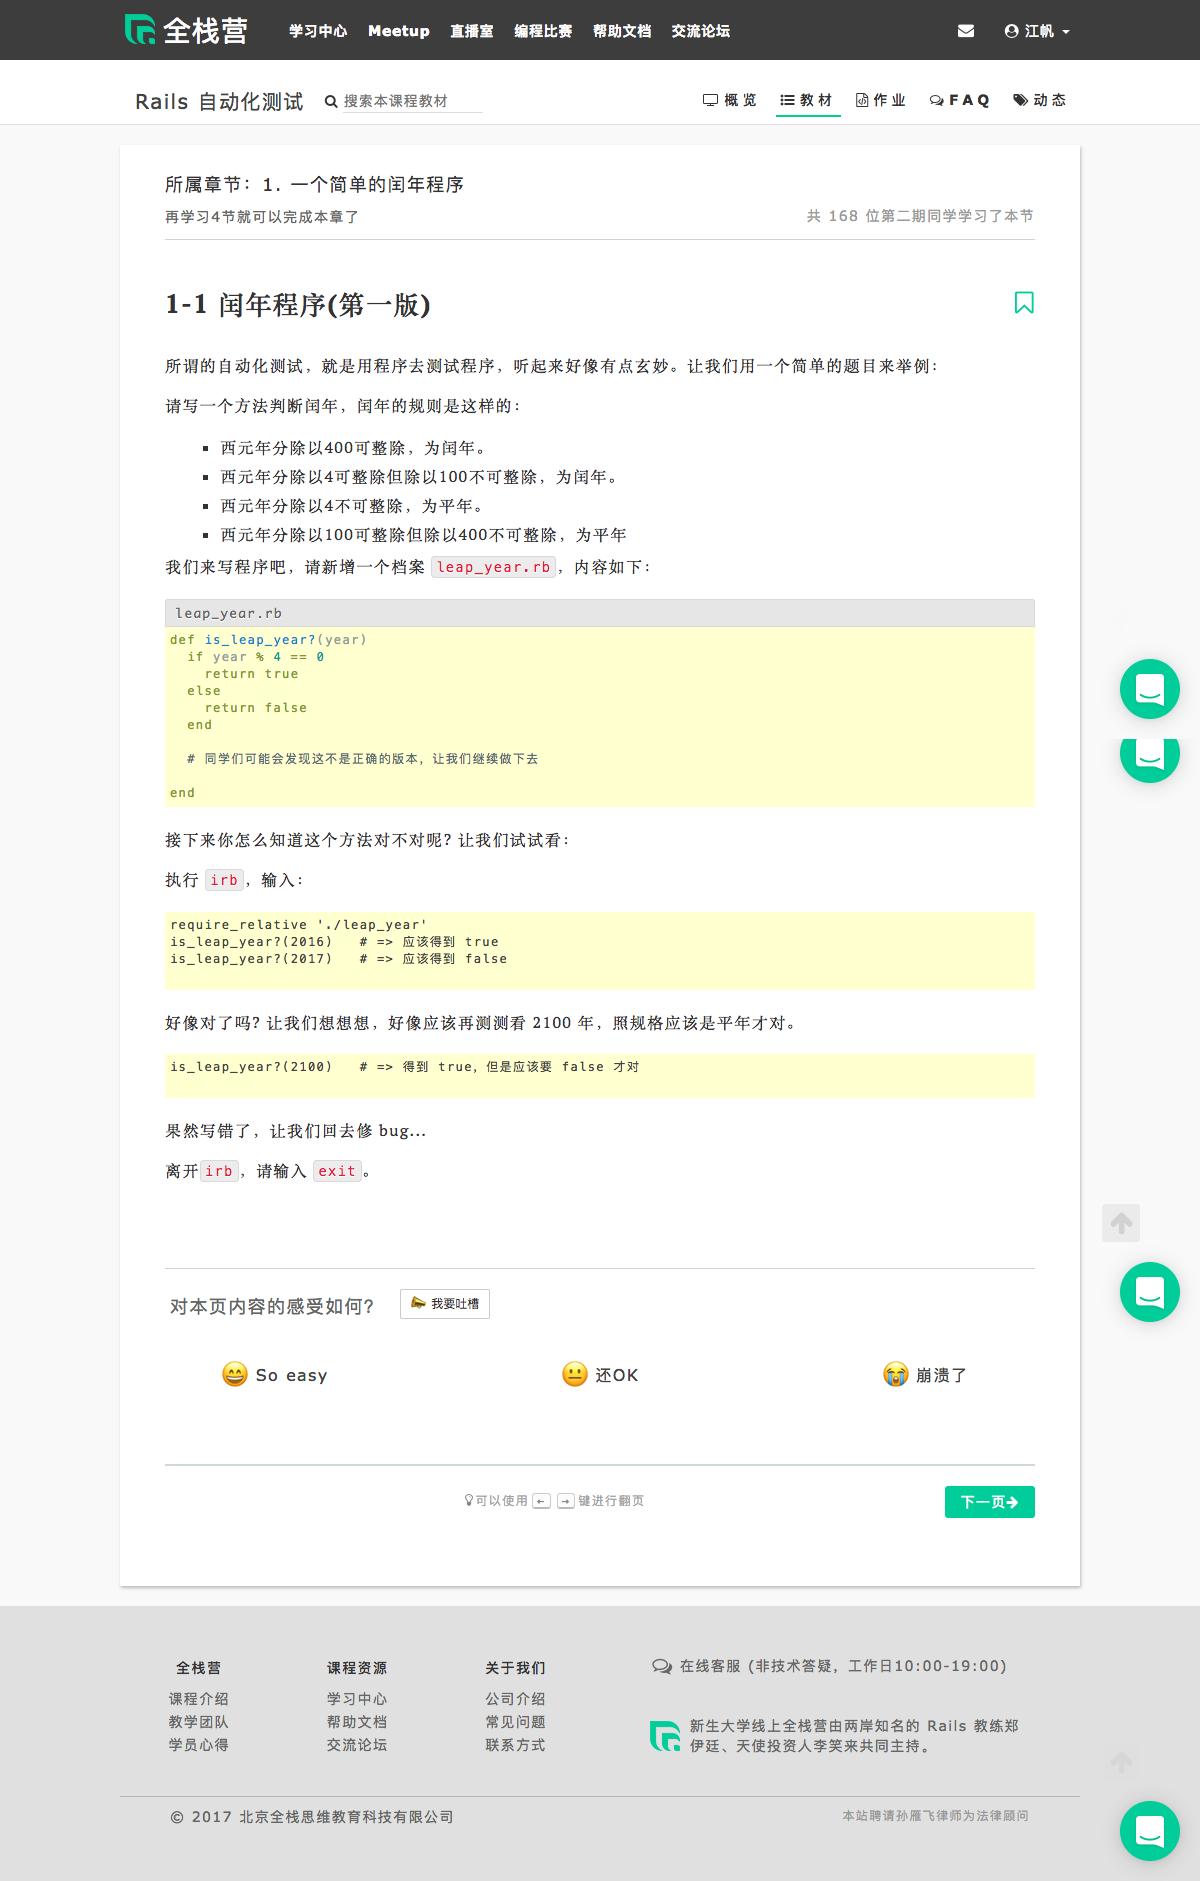 全栈营 学习中心 Meetup 直播室 编程比赛 帮助文档 交流论坛 江帆
Rails 自动化测试 搜索本课程教材 概览 教材 作业 FAQ 动态
所属章节：1. 一个简单的闰年程序
再学习4节就可以完成本章了 共 168 位第二期同学学习了本节
1-1 闰年程序(第一版)
所谓的自动化测试，就是用程序去测试程序，听起来好像有点玄妙。让我们用一个简单的题目来举例：
请写一个方法判断闰年，闰年的规则是这样的：
西元年分除以400可整除，为闰年。
西元年分除以4可整除但除以100不可整除，为闰年。
西元年分除以4不可整除，为平年。
西元年分除以100可整除但除以400不可整除，为平年
我们来写程序吧，请新增一个档案 leap_year.rb，内容如下：
leap_year.rb
def is_leap_year?(year)
  if year % 4 == 0
    return true
  else
    return false
  end
  # 同学们可能会发现这不是正确的版本，让我们继续做下去
end
接下来你怎么知道这个方法对不对呢? 让我们试试看：
执行 irb，输入：
require_relative './leap_year'
is_leap_year?(2016)   # => 应该得到 true
is_leap_year?(2017)   # => 应该得到 false
好像对了吗? 让我们想想想，好像应该再测测看 2100 年，照规格应该是平年才对。
is_leap_year?(2100)   # => 得到 true，但是应该要 false 才对
果然写错了，让我们回去修 bug...
离开irb，请输入 exit。
对本页内容的感受如何? 我要吐槽
So easy 还OK 崩溃了
可以使用 ← → 键进行翻页 下一页
全栈营 课程资源 关于我们 在线客服 (非技术答疑，工作日10:00-19:00)
课程介绍 学习中心 公司介绍
教学团队 帮助文档 常见问题 新生大学线上全栈营由两岸知名的 Rails 教练郑
学员心得 交流论坛 联系方式 伊廷、天使投资人李笑来共同主持。
© 2017 北京全栈思维教育科技有限公司 本站聘请孙雁飞律师为法律顾问